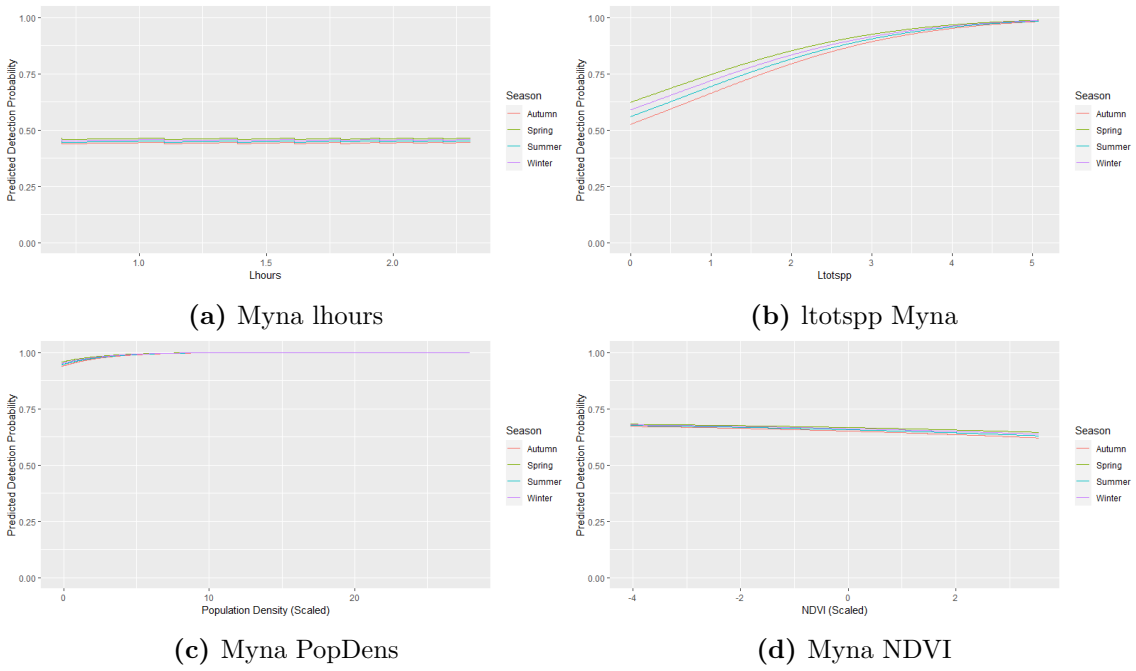 Predicted Detection Probability
1.00
0.75
0.50
0.25
0.00
1.0 1.5 2.0
Lhours
Season
Autumn
Spring
Summer
Winter
(a) Myna lhours
Predicted Detection Probability
1.00
0.75
0.50
0.25
0.00
0 1 2 3 4 5
Ltotspp
Season
Autumn
Spring
Summer
Winter
(b) ltotspp Myna
Predicted Detection Probability
1.00
0.75
0.50
0.25
0.00
0 10 20
Population Density (Scaled)
Season
Autumn
Spring
Summer
Winter
(c) Myna PopDens
Predicted Detection Probability
1.00
0.75
0.50
0.25
0.00
-4 -2 0 2
NDVI (Scaled)
Season
Autumn
Spring
Summer
Winter
(d) Myna NDVI